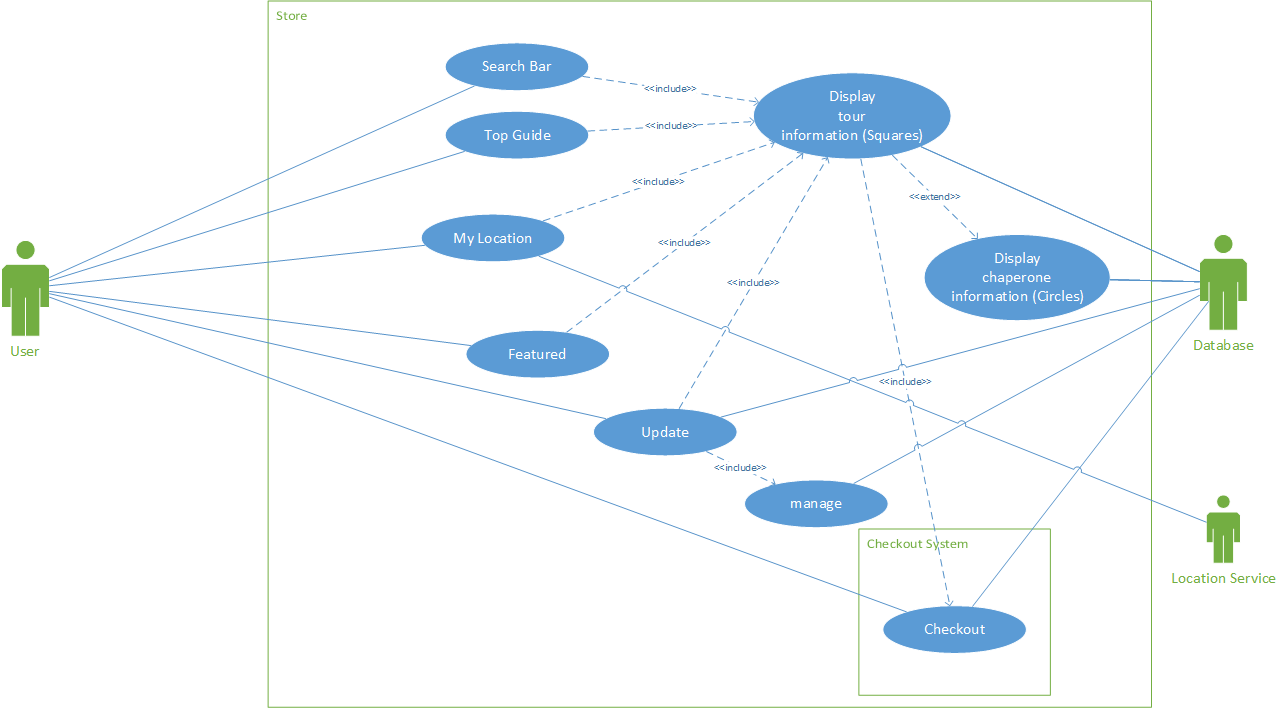 Store
Search Bar
<<include>>
Display
tour
information (Squares)
Top Guide
<<include>>
<<include>>
<<extend>>
My Location
<<include>>
Display
chaperone
information (Circles)
<<include>>
User
Database
Featured
<<include>>
Update
<<include>>
manage
Checkout System
Location Service
Checkout